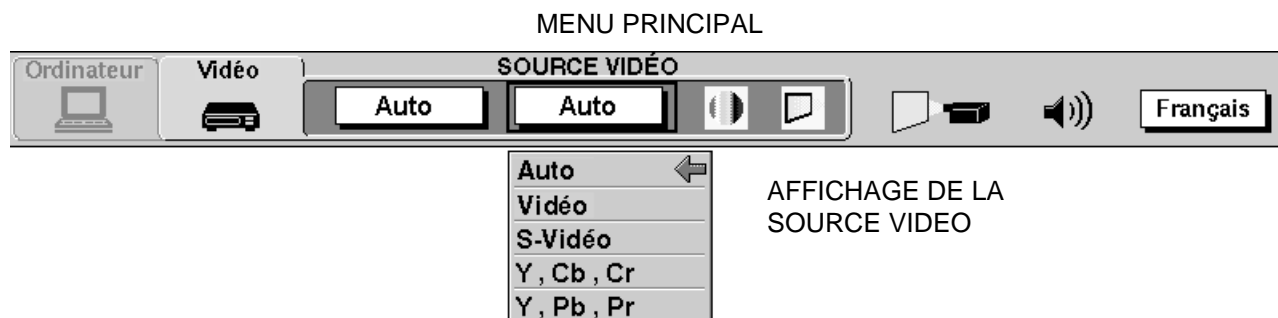 MENU PRINCIPAL
Ordinateur Vidéo SOURCE VIDÉO
Auto Auto Français
Auto
Vidéo
S-Vidéo
Y , Cb , Cr
Y , Pb , Pr
AFFICHAGE DE LA
SOURCE VIDEO